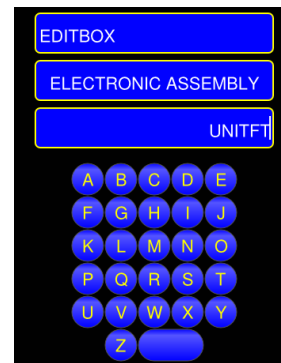 EDITBOX
ELECTRONIC ASSEMBLY
UNITFT
A B C D E
F G H I J
K L M N O
P Q R S T
U V W X Y
Z